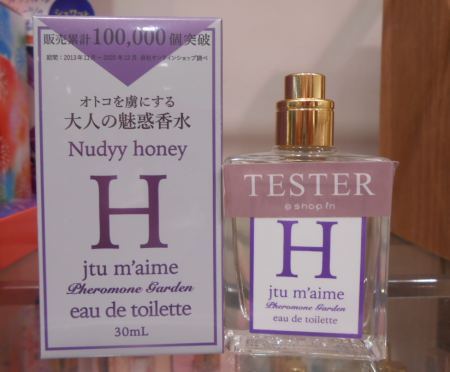 販売累計100,000個突破
オトコを虜にする
大人の魅惑香水
Nudyy honey
H
jtu m'aime
Pheromone Garden
eau de toilette
30mL
TESTER
shop.fn
H
jtu m'aime
Pheromone Garden
eau de toilette